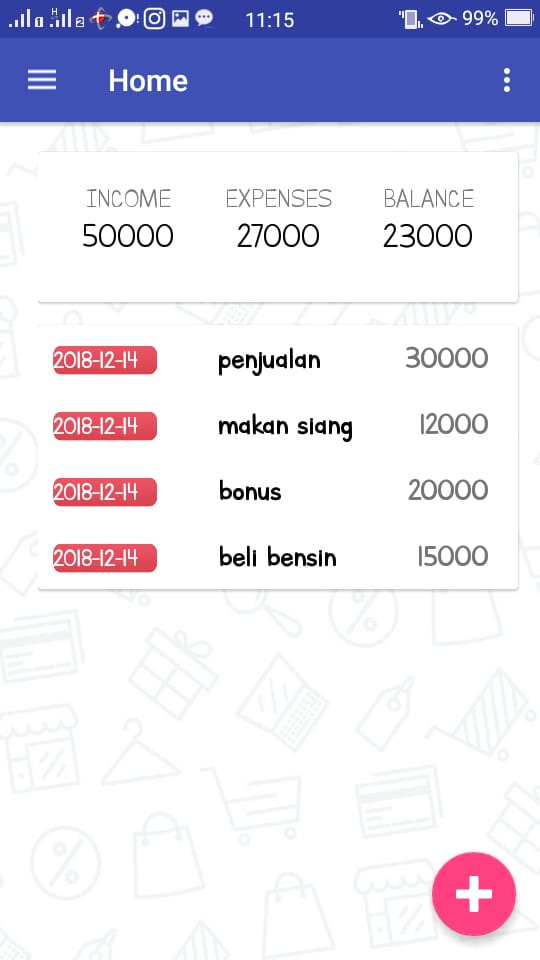 11:15 99%
Home
INCOME EXPENSES BALANCE
50000 27000 23000
2018-12-14 penjualan 30000
2018-12-14 makan siang 12000
2018-12-14 bonus 20000
2018-12-14 beli bensin 15000